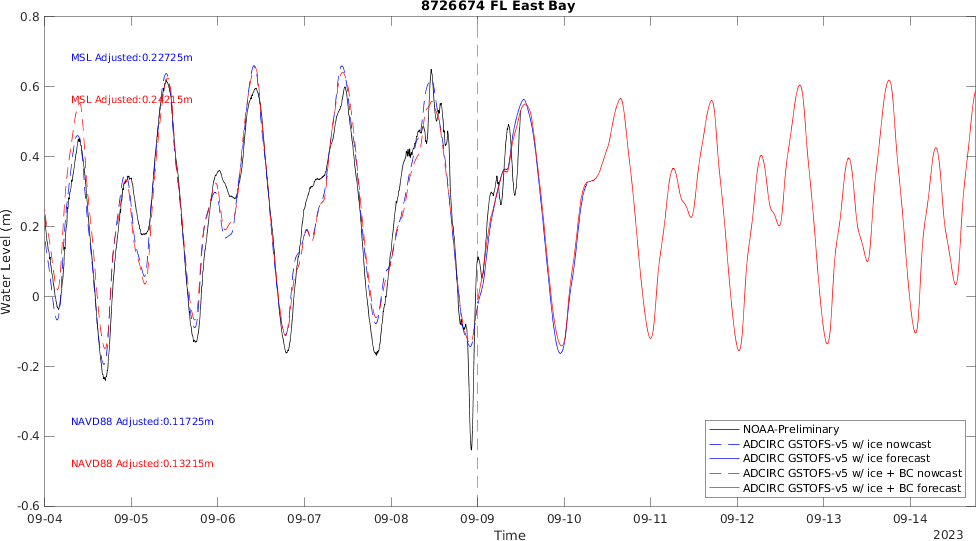 8726674 FL East Bay
0.8
0.6
0.4
0.2
0
-0.2
-0.4
-0.6
Water Level (m)
MSL Adjusted:0.22725m
MSL Adjusted:0.24215m
NAVD88 Adjusted:0.11725m
NAVD88 Adjusted:0.13215m
NOAA-Preliminary
ADCIRC GSTOFS-v5 w/ ice nowcast
ADCIRC GSTOFS-v5 w/ ice forecast
ADCIRC GSTOFS-v5 w/ ice + BC nowcast
ADCIRC GSTOFS-v5 w/ ice + BC forecast
09-04 09-05 09-06 09-07 09-08 09-09 09-10 09-11 09-12 09-13 09-14
Time
2023